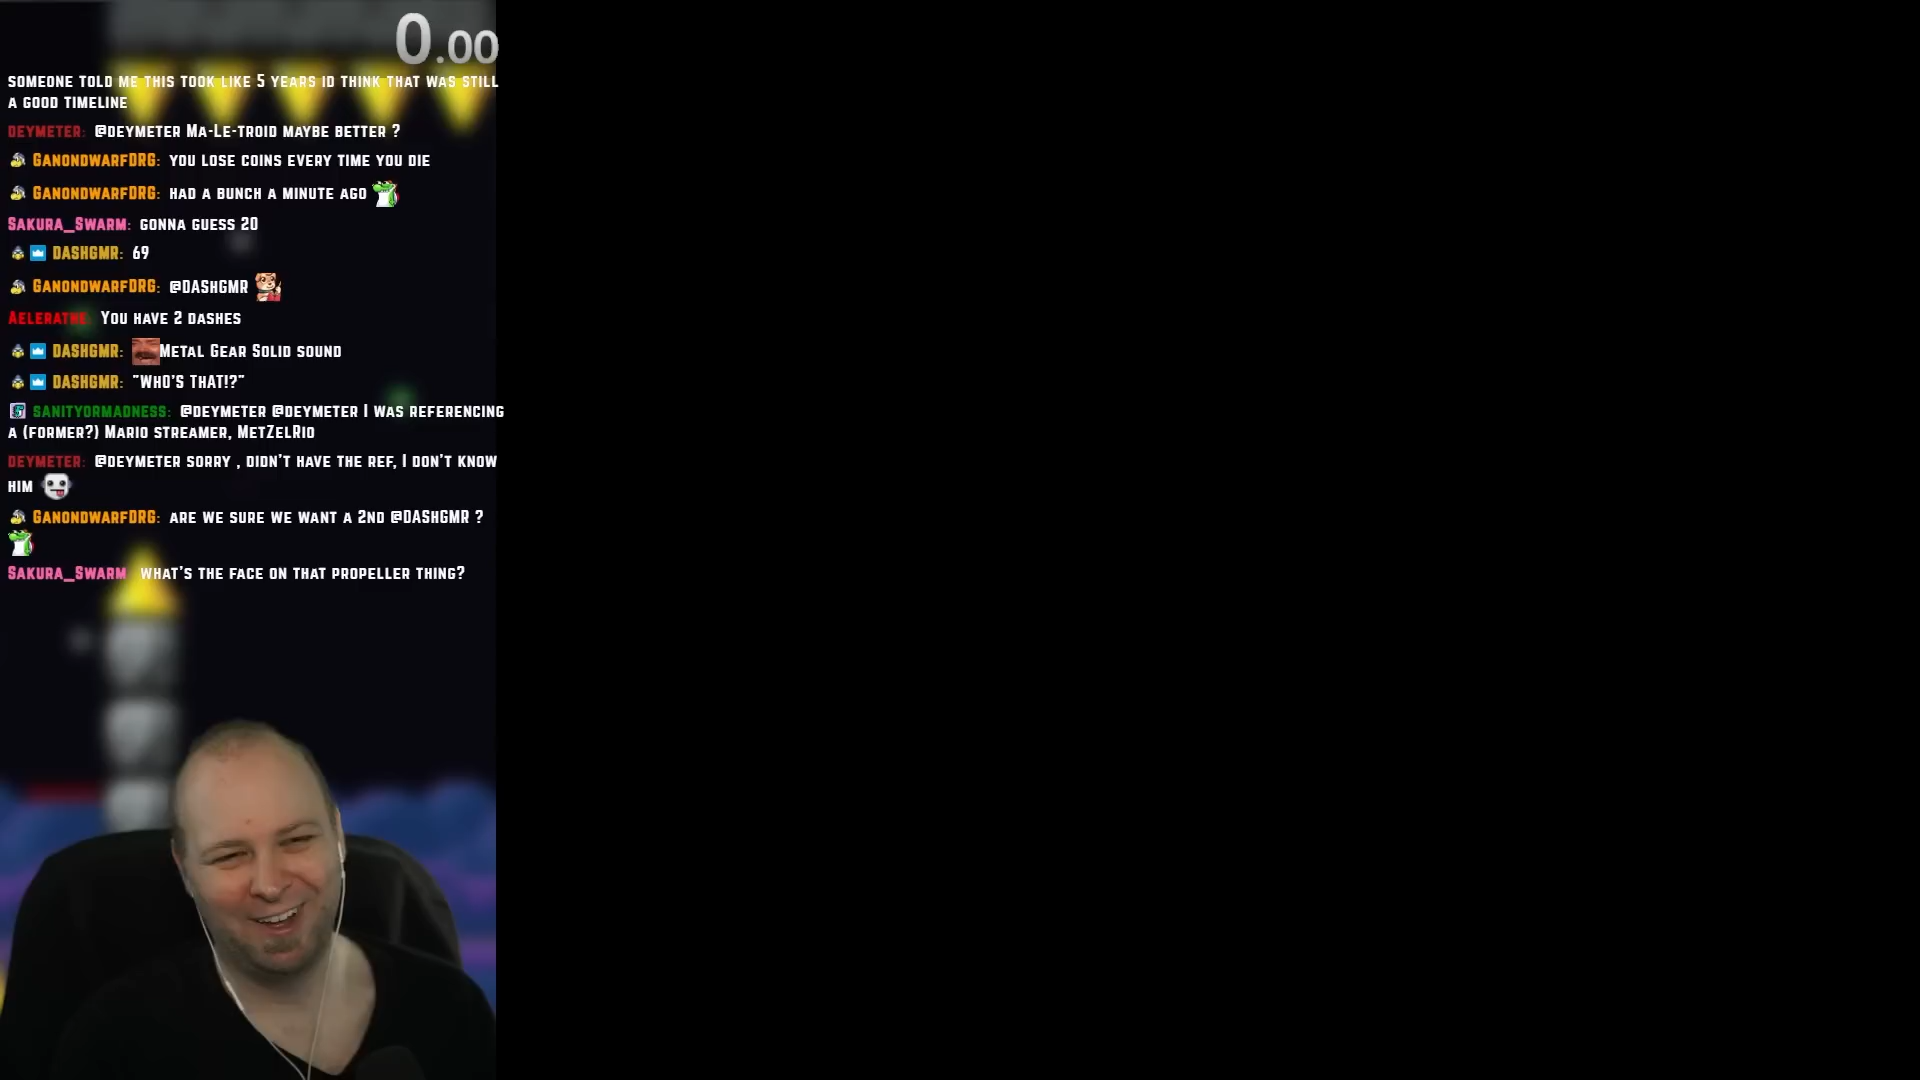 0.00
SOMEONE TOLD ME THIS TOOK LIKE 5 YEARS ID THINK THAT WAS STILL
A GOOD TIMELINE
DEYMETER: @DEYMETER MA-LE-TROID MAYBE BETTER ?
GANONDWARFDRG: YOU LOSE COINS EVERY TIME YOU DIE
GANONDWARFDRG: HAD A BUNCH A MINUTE AGO
SAKURA_SWARM: GONNA GUESS 20
DASHGMR: 69
GANONDWARFDRG: @DASHGMR
AELERATHE: YOU HAVE 2 DASHES
DASHGMR: METAL GEAR SOLID SOUND
DASHGMR: "WHO'S THAT!?"
SANITYORMADNESS: @DEYMETER @DEYMETER I WAS REFERENCING
A (FORMER?) MARIO STREAMER, METZELRIO
DEYMETER: @DEYMETER SORRY , DIDN'T HAVE THE REF, I DON'T KNOW
HIM
GANONDWARFDRG: ARE WE SURE WE WANT A 2ND @DASHGMR ?
SAKURA_SWARM: WHAT'S THE FACE ON THAT PROPELLER THING?